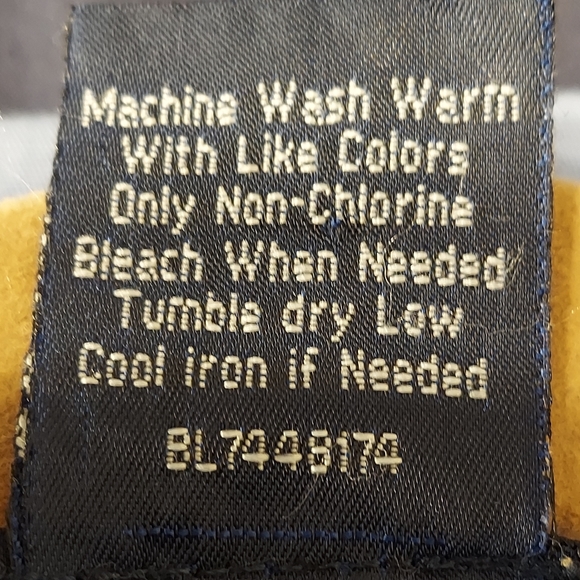 Machine Wash Warm
With Like Colors
Only Non-Chlorine
Bleach When Needed
Tumble dry Low
Cool iron if Needed
BL7448174